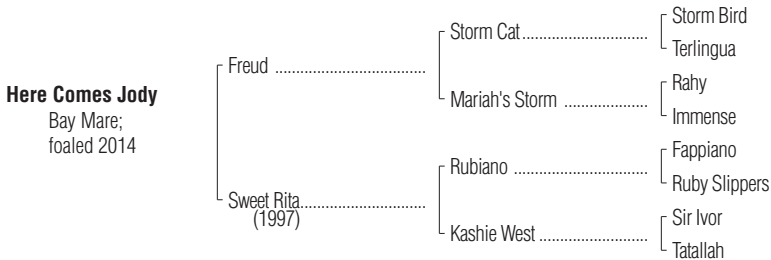 Here Comes Jody
Bay Mare;
foaled 2014
Freud ................................
Sweet Rita...........................
(1997)
Storm Cat...........................
Mariah's Storm ..................
Rubiano .............................
Kashie West .......................
Storm Bird
Terlingua
Rahy
Immense
Fappiano
Ruby Slippers
Sir Ivor
Tatallah